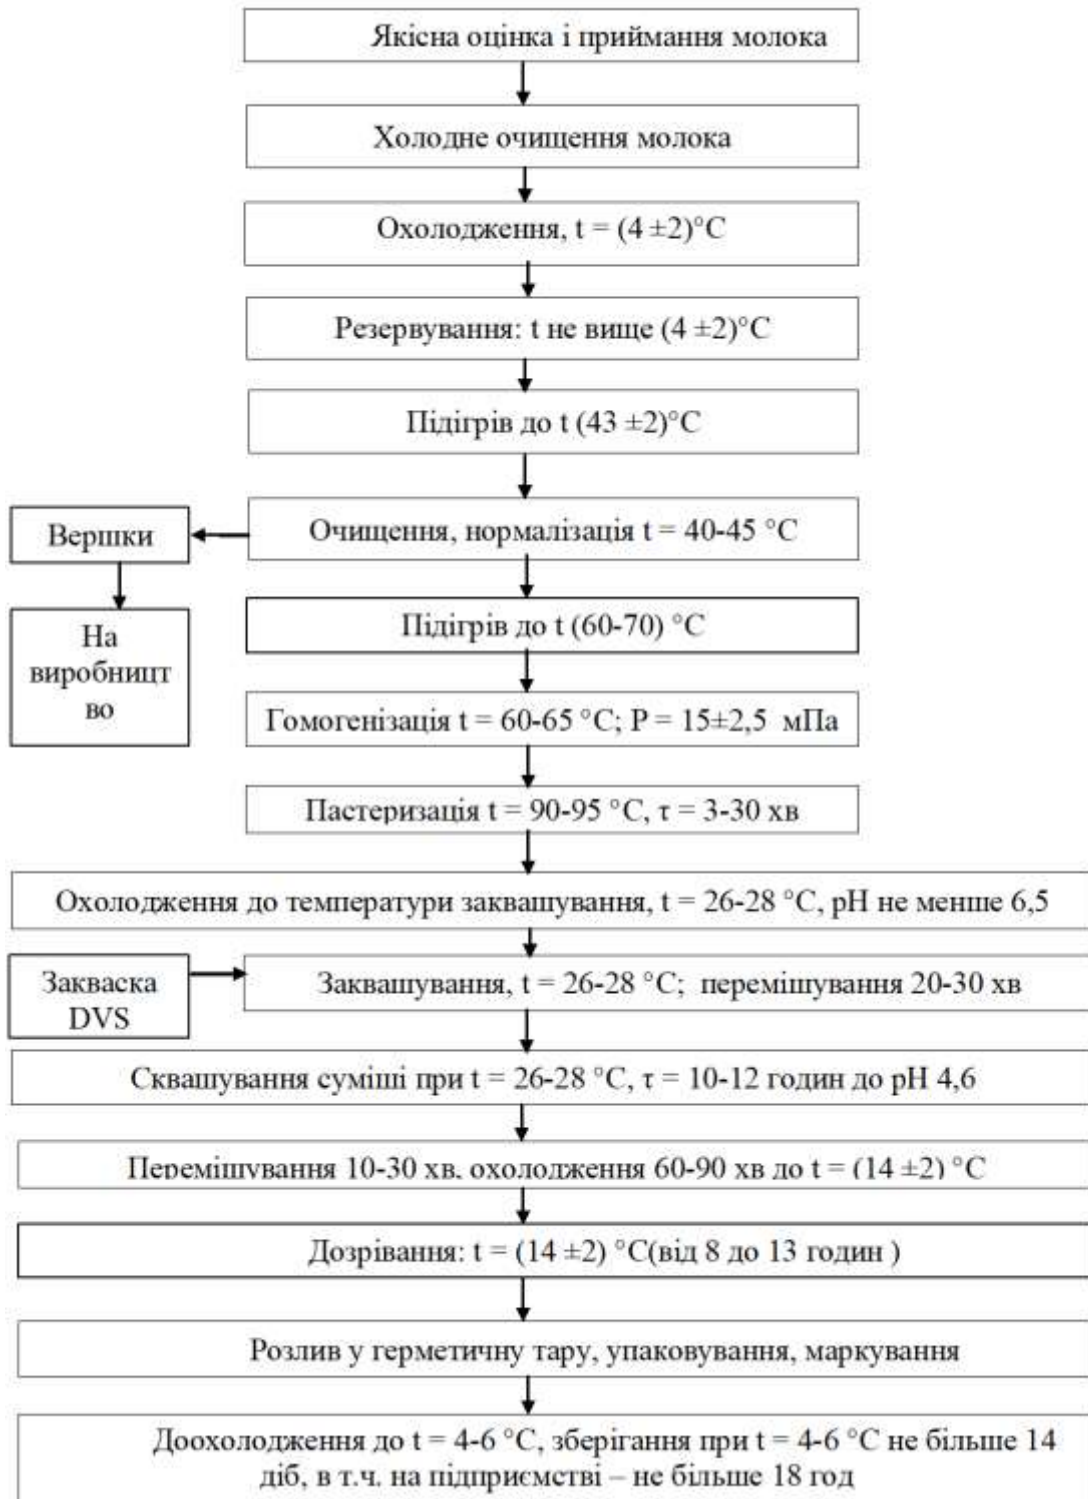 Якісна оцінка і приймання молока
Холодне очищення молока
Охолодження, t = (4 ±2)°C
Резервування: t не вище (4 ±2)°C
Підігрів до t (43 ±2)°C
Вершки
Очищення, нормалізація t = 40-45 °C
На
виробницт
во
Підігрів до t (60-70) °C
Гомогенізація t = 60-65 °C; P = 15±2,5 мПа
Пастеризація t = 90-95 °C, τ = 3-30 хв
Охолодження до температури заквашування, t = 26-28 °C, pH не менше 6,5
Закваска
DVS
Заквашування, t = 26-28 °C; перемішування 20-30 хв
Сквашування суміші при t = 26-28 °C, τ = 10-12 годин до pH 4,6
Перемішування 10-30 хв, охолодження 60-90 хв до t = (14 ±2) °C
Дозрівання: t = (14 ±2) °C(від 8 до 13 годин )
Розлив у герметичну тару, упаковування, маркування
Доохолодження до t = 4-6 °C, зберігання при t = 4-6 °C не більше 14
діб, в т.ч. на підприємстві – не більше 18 год